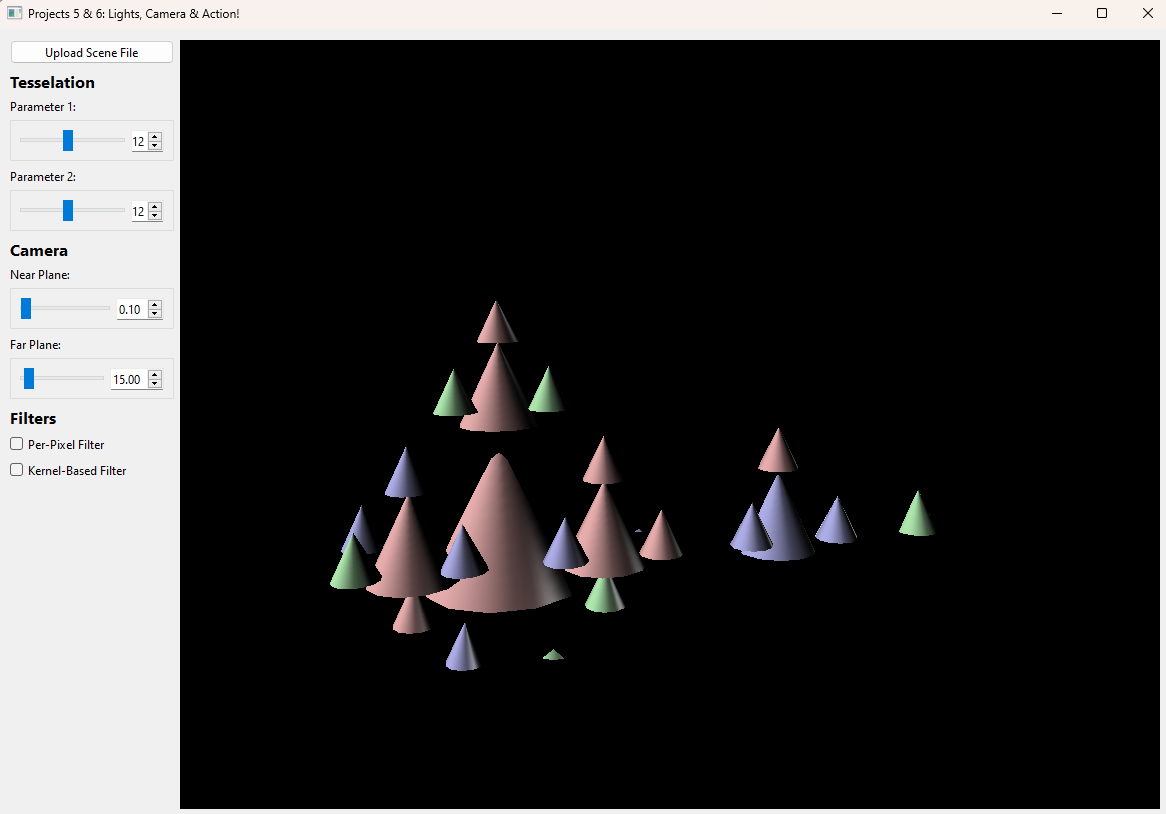 Projects 5 & 6: Lights, Camera & Action!
Upload Scene File
Tesselation
Parameter 1:
12
Parameter 2:
12
Camera
Near Plane:
0.10
Far Plane:
15.00
Filters
Per-Pixel Filter
Kernel-Based Filter